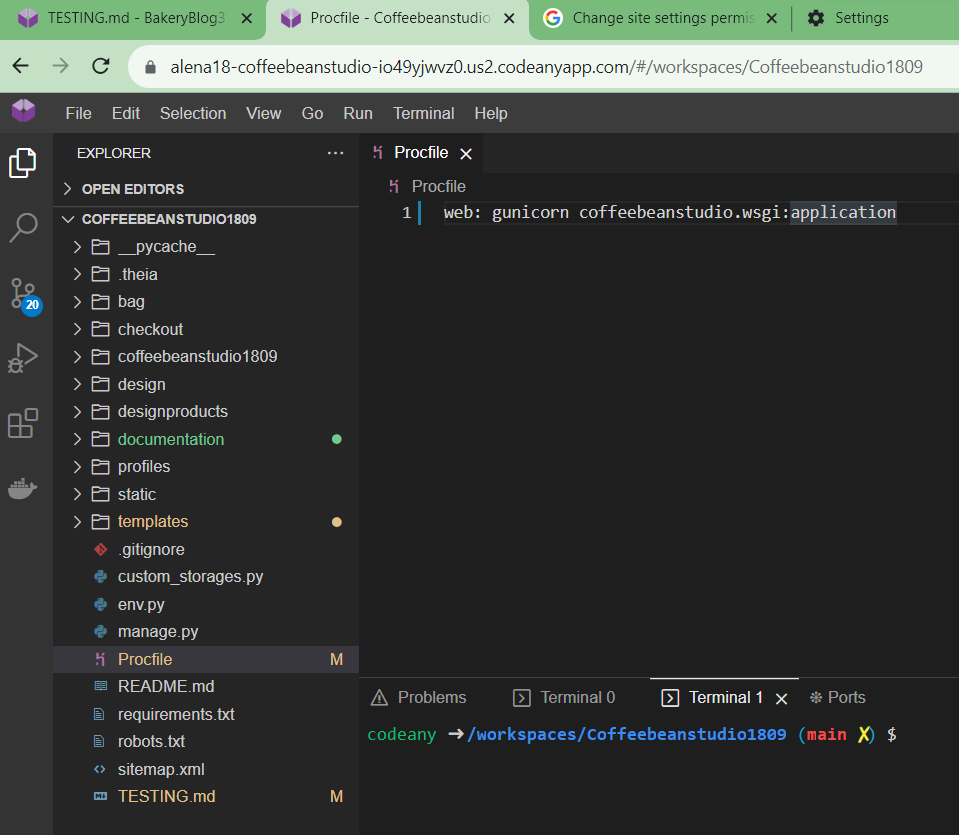 TESTING.md - BakeryBlog3
Procfile - Coffeebeanstudio
Change site settings permis
Settings
alena18-coffeebeanstudio-io49yjwvz0.us2.codeanyapp.com/#/workspaces/Coffeebeanstudio1809
File Edit Selection View Go Run Terminal Help
EXPLORER ...
OPEN EDITORS
COFFEEBEANSTUDIO1809
__pycache__
.theia
bag
checkout
coffeebeanstudio1809
design
designproducts
documentation
profiles
static
templates
.gitignore
custom_storages.py
env.py
manage.py
Procfile M
README.md
requirements.txt
robots.txt
sitemap.xml
TESTING.md M
20
Procfile
Procfile
1 web: gunicorn coffeebeanstudio.wsgi:application
Problems Terminal 0 Terminal 1 Ports
codeany ➜/workspaces/Coffeebeanstudio1809 (main ✗) $